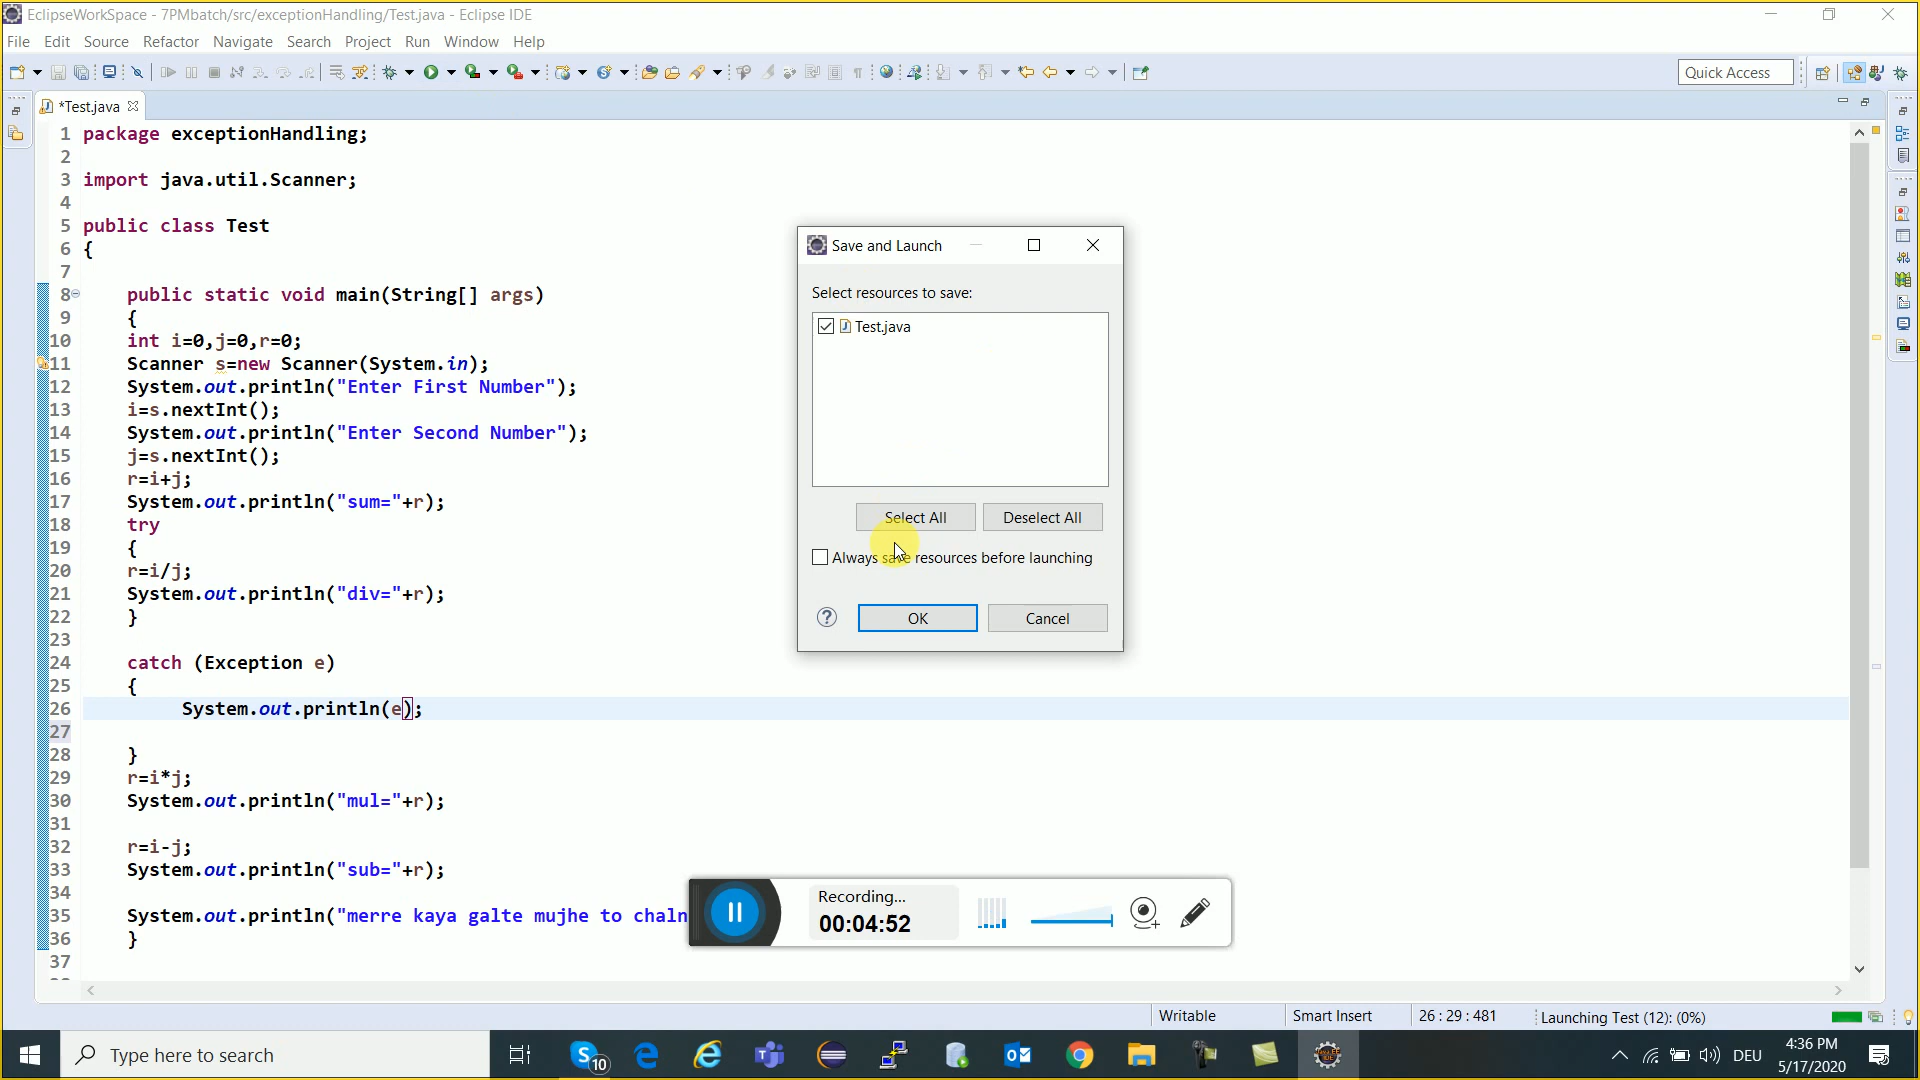 EclipseWorkSpace - 7PMbatch/src/exceptionHandling/Test.java - Eclipse IDE
File Edit Source Refactor Navigate Search Project Run Window Help
Quick Access
*Test.java
1 package exceptionHandling;
2
3 import java.util.Scanner;
4
5 public class Test
6 {
7
8 public static void main(String[] args)
9 {
10 int i=0,j=0,r=0;
11 Scanner s=new Scanner(System.in);
12 System.out.println("Enter First Number");
13 i=s.nextInt();
14 System.out.println("Enter Second Number");
15 j=s.nextInt();
16 r=i+j;
17 System.out.println("sum="+r);
18 try
19 {
20 r=i/j;
21 System.out.println("div="+r);
22 }
23
24 catch (Exception e)
25 {
26 System.out.println(e);
27
28 }
29 r=i*j;
30 System.out.println("mul="+r);
31
32 r=i-j;
33 System.out.println("sub="+r);
34
35 System.out.println("merre kaya galte mujhe to chaln
36 }
37
Save and Launch
Select resources to save:
Test.java
Select All Deselect All
Always save resources before launching
OK Cancel
Recording...
00:04:52
Writable Smart Insert 26 : 29 : 481 Launching Test (12): (0%)
Type here to search
10
DEU
4:36 PM
5/17/2020